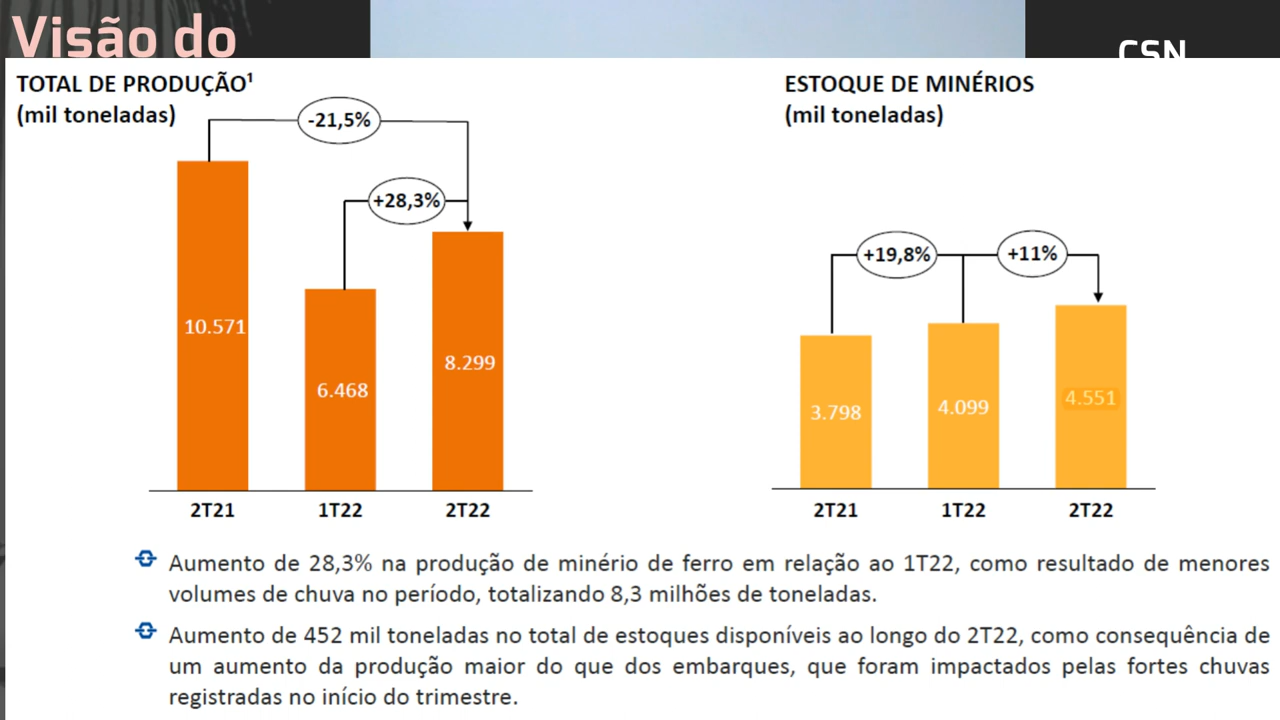 Visão do
CSN
TOTAL DE PRODUÇÃO¹
(mil toneladas)
-21,5%
+28,3%
10.571
6.468
8.299
2T21
1T22
2T22
ESTOQUE DE MINÉRIOS
(mil toneladas)
+19,8%
+11%
3.798
4.099
4.551
2T21
1T22
2T22
Aumento de 28,3% na produção de minério de ferro em relação ao 1T22, como resultado de menores
volumes de chuva no período, totalizando 8,3 milhões de toneladas.
Aumento de 452 mil toneladas no total de estoques disponíveis ao longo do 2T22, como consequência de
um aumento da produção maior do que dos embarques, que foram impactados pelas fortes chuvas
registradas no início do trimestre.